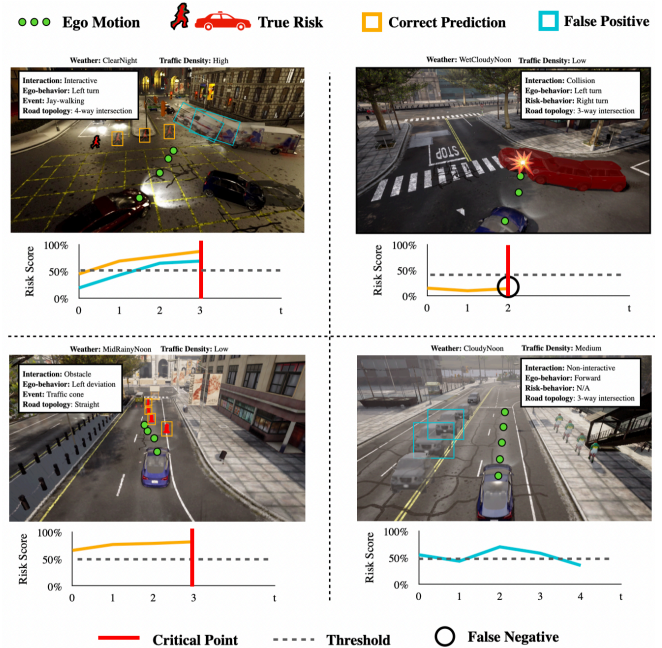 Ego Motion
True Risk
Correct Prediction
False Positive
Weather: ClearNight Traffic Density: High
Interaction: Interactive
Ego-behavior: Left turn
Event: Jay-walking
Road topology: 4-way intersection
Risk Score
100%
50%
0%
0 1 2 3 t
Weather: WetCloudyNoon Traffic Density: Low
Interaction: Collision
Ego-behavior: Left turn
Risk-behavior: Right turn
Road topology: 3-way intersection
STOP
Risk Score
100%
50%
0%
0 1 2 t
Weather: MidRainyNoon Traffic Density: Low
Interaction: Obstacle
Ego-behavior: Left deviation
Event: Traffic cone
Road topology: Straight
Risk Score
100%
50%
0%
0 1 2 3 t
Weather: CloudyNoon Traffic Density: Medium
Interaction: Non-interactive
Ego-behavior: Forward
Risk-behavior: N/A
Road topology: 3-way intersection
Risk Score
100%
50%
0%
0 1 2 3 4 t
Critical Point
Threshold
False Negative